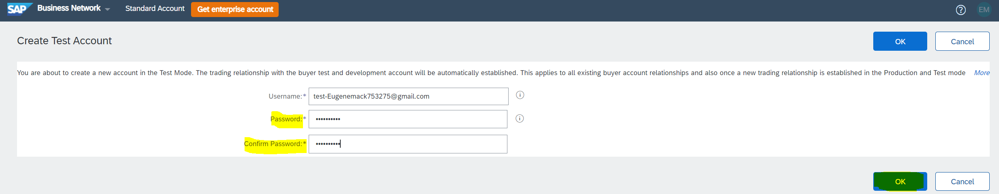 SAP Business Network Standard Account Get enterprise account ? EM
Create Test Account OK Cancel
You are about to create a new account in the Test Mode. The trading relationship with the buyer test and development account will be automatically established. This applies to all existing buyer account relationships and also once a new trading relationship is established in the Production and Test mode More
Username:* test-Eugenemack753275@gmail.com i
Password:* •••••••••• i
Confirm Password:* ••••••••••
OK Cancel